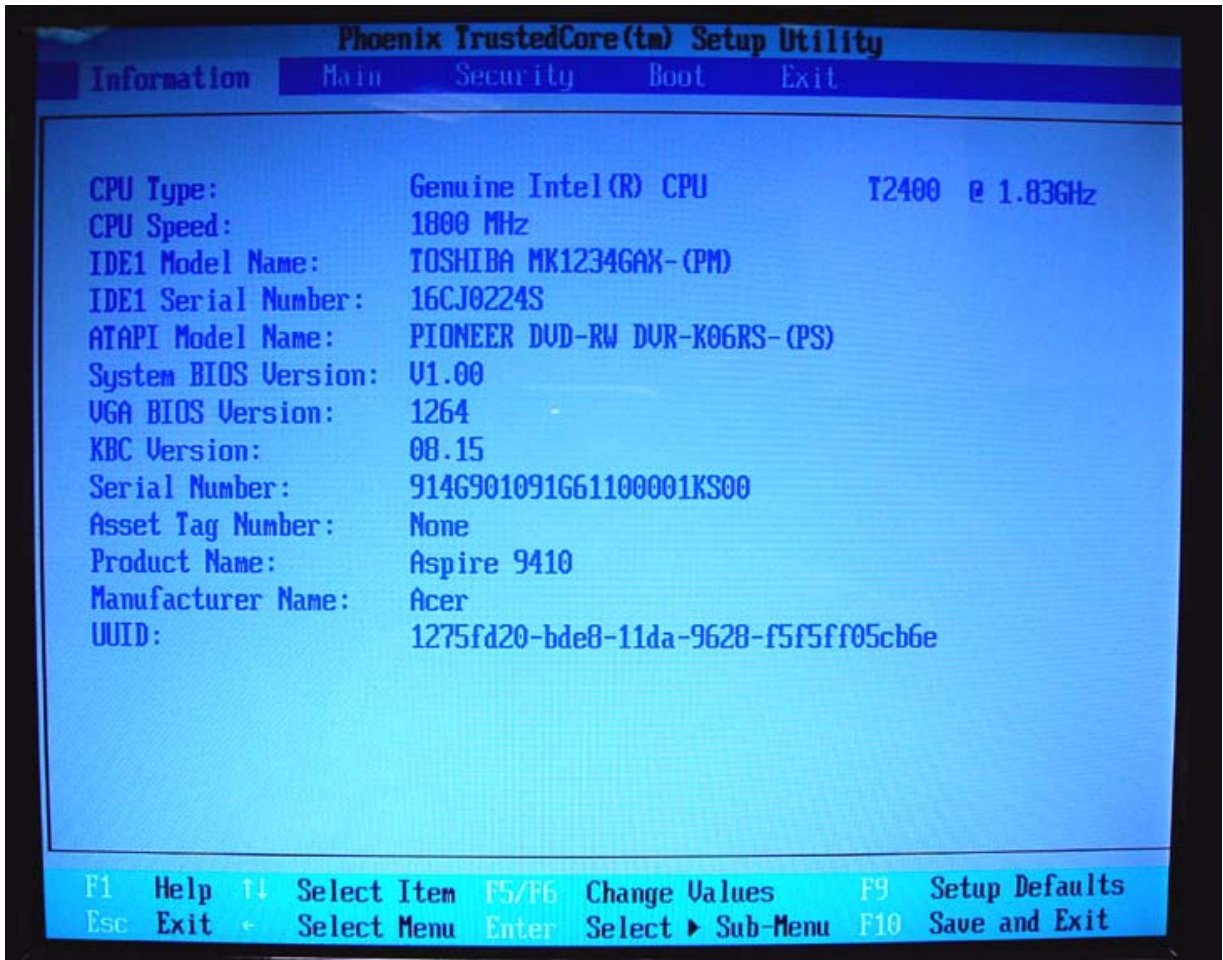 Phoenix TrustedCore(tm) Setup Utility
Information Main Security Boot Exit
CPU Type: Genuine Intel(R) CPU T2400 @ 1.83GHz
CPU Speed: 1800 MHz
IDE1 Model Name: TOSHIBA MK1234GAX-(PM)
IDE1 Serial Number: 16CJ0224S
ATAPI Model Name: PIONEER DVD-RW DVR-K06RS-(PS)
System BIOS Version: V1.00
VGA BIOS Version: 1264
KBC Version: 08.15
Serial Number: 914G901091G61100001KS00
Asset Tag Number: None
Product Name: Aspire 9410
Manufacturer Name: Acer
UUID: 1275fd20-bde8-11da-9628-f5f5ff05cb6e
F1 Help ↑↓ Select Item F5/F6 Change Values F9 Setup Defaults
Esc Exit ← Select Menu Enter Select ▶ Sub-Menu F10 Save and Exit